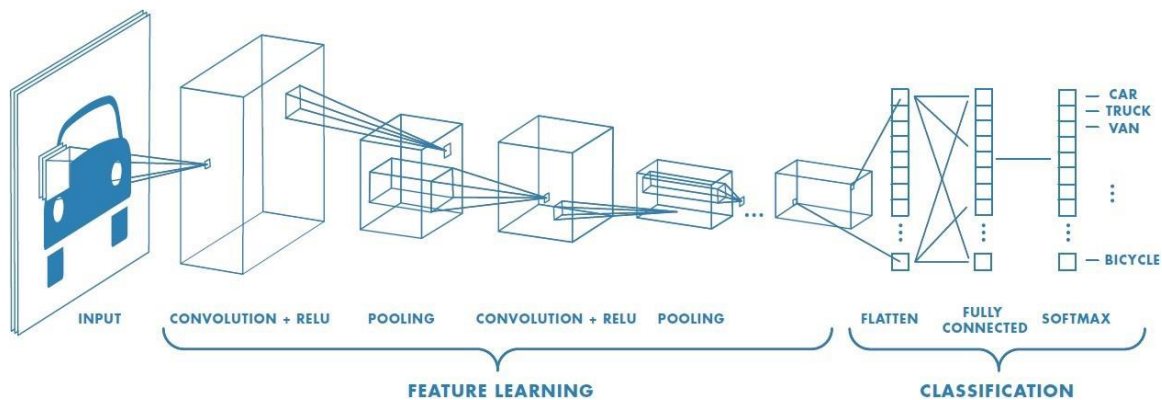 CAR
TRUCK
VAN
BICYCLE
INPUT
CONVOLUTION + RELU
POOLING
CONVOLUTION + RELU
POOLING
FLATTEN
FULLY
CONNECTED
SOFTMAX
FEATURE LEARNING
CLASSIFICATION